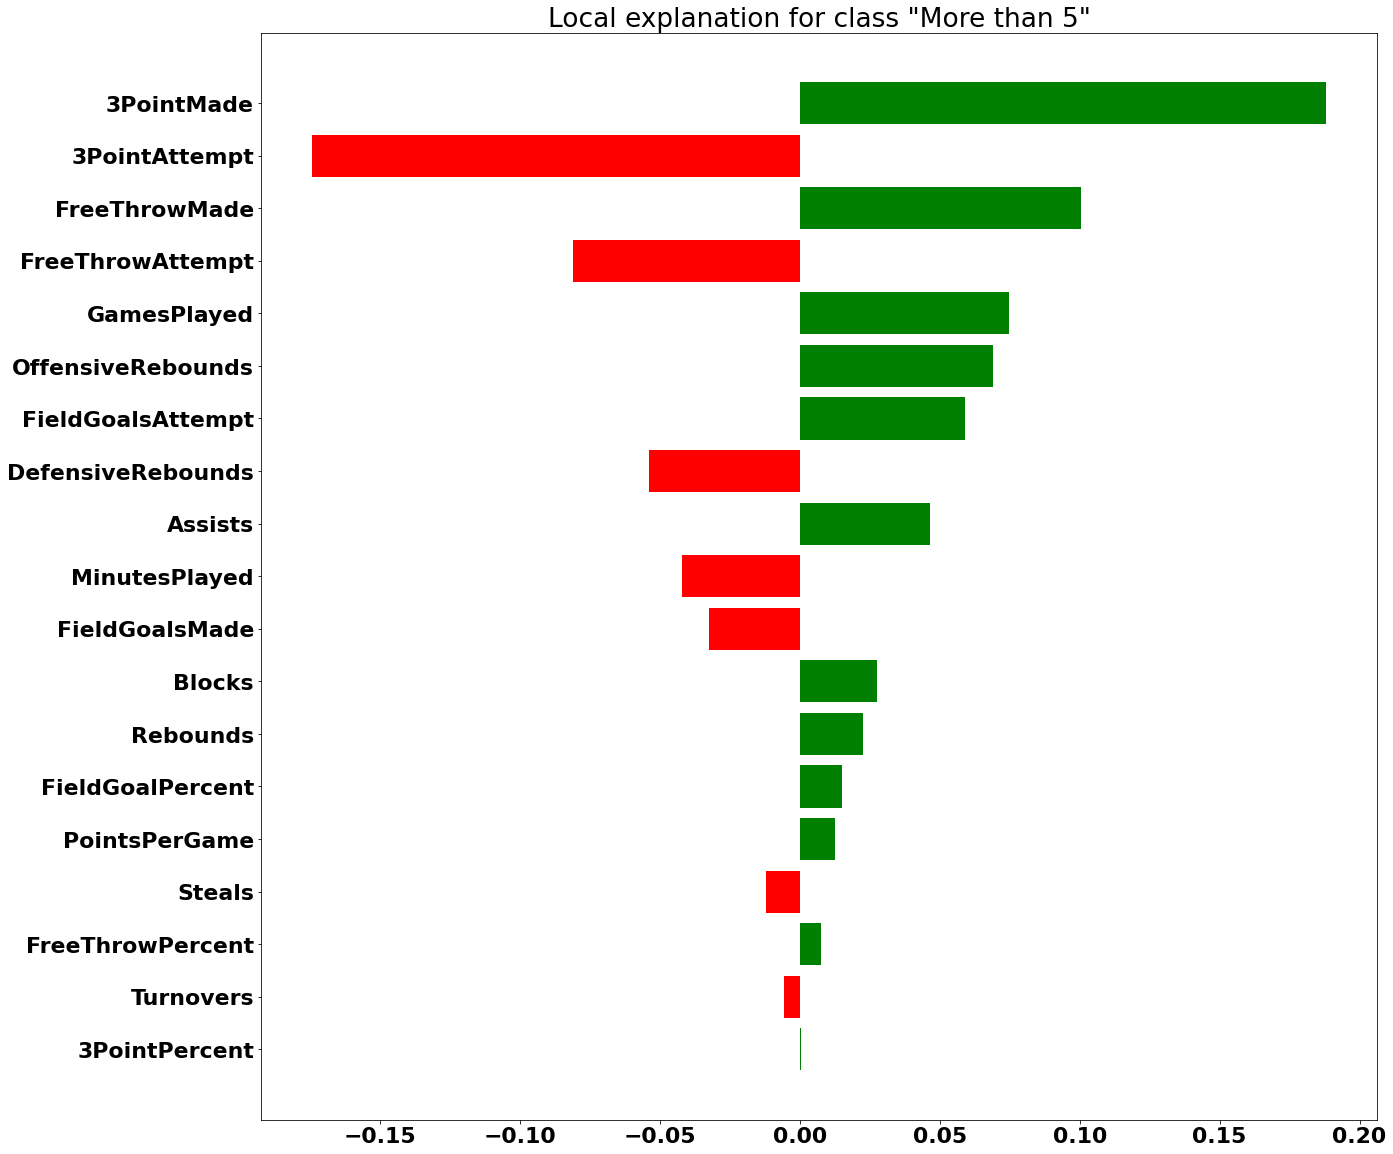 Local explanation for class "More than 5"
3PointMade
3PointAttempt
FreeThrowMade
FreeThrowAttempt
GamesPlayed
OffensiveRebounds
FieldGoalsAttempt
DefensiveRebounds
Assists
MinutesPlayed
FieldGoalsMade
Blocks
Rebounds
FieldGoalPercent
PointsPerGame
Steals
FreeThrowPercent
Turnovers
3PointPercent
−0.15 −0.10 −0.05 0.00 0.05 0.10 0.15 0.20